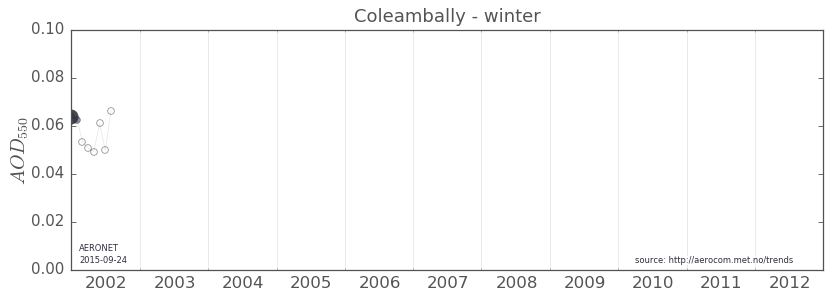 Coleambally - winter
0.10
0.08
0.06
0.04
0.02
0.00
AOD550
AERONET
2015-09-24
source: http://aerocom.met.no/trends
2002 2003 2004 2005 2006 2007 2008 2009 2010 2011 2012